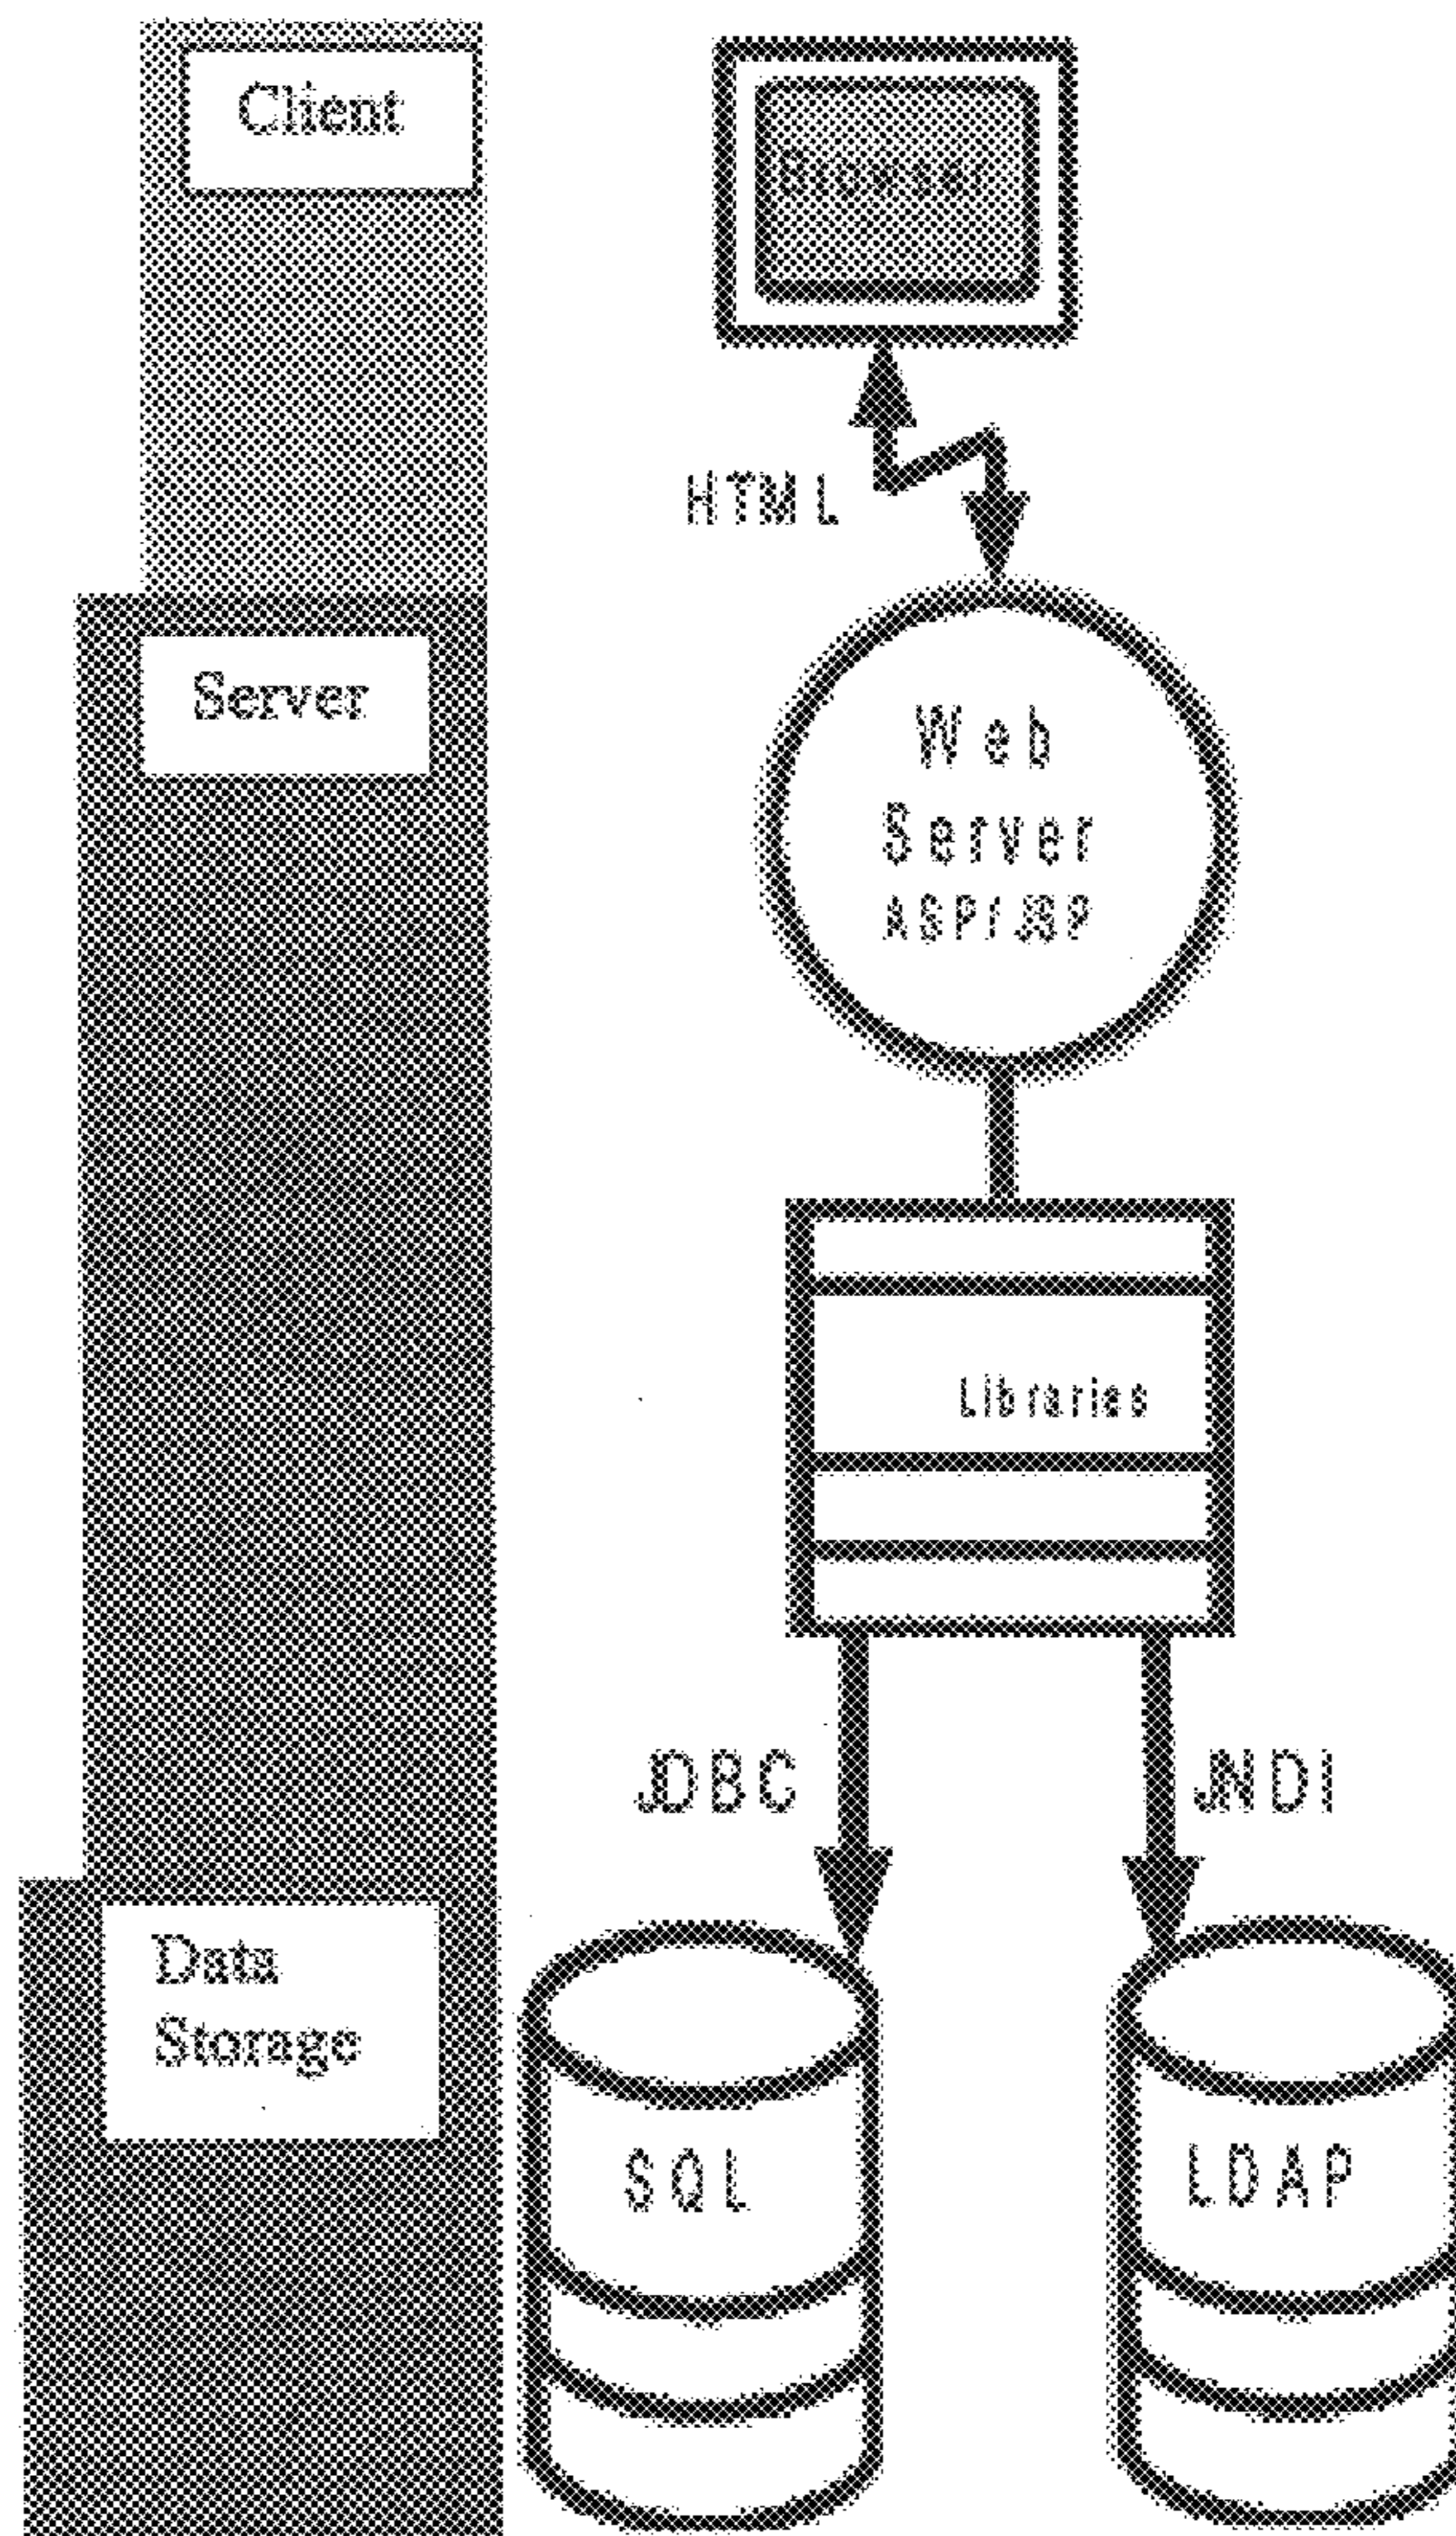 Client
Browser
HTML
Server
Web
Server
ASP/JSP
Libraries
JDBC
JNDI
Data
Storage
SQL
LDAP